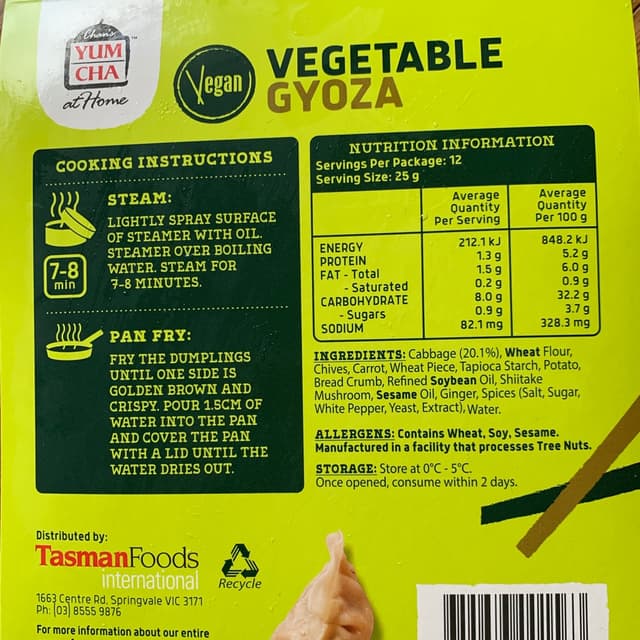 Chan's
YUM
CHA
at Home
TM
Vegan
VEGETABLE
GYOZA
COOKING INSTRUCTIONS
STEAM:
LIGHTLY SPRAY SURFACE
OF STEAMER WITH OIL.
STEAMER OVER BOILING
WATER. STEAM FOR
7-8 MINUTES.
7-8
min
PAN FRY:
FRY THE DUMPLINGS
UNTIL ONE SIDE IS
GOLDEN BROWN AND
CRISPY. POUR 1.5CM OF
WATER INTO THE PAN
AND COVER THE PAN
WITH A LID UNTIL THE
WATER DRIES OUT.
NUTRITION INFORMATION
Servings Per Package: 12
Serving Size: 25 g
Average Quantity Per Serving
Average Quantity Per 100 g
ENERGY 212.1 kJ 848.2 kJ
PROTEIN 1.3 g 5.2 g
FAT - Total 1.5 g 6.0 g
- Saturated 0.2 g 0.9 g
CARBOHYDRATE 8.0 g 32.2 g
- Sugars 0.9 g 3.7 g
SODIUM 82.1 mg 328.3 mg
INGREDIENTS: Cabbage (20.1%), Wheat Flour,
Chives, Carrot, Wheat Piece, Tapioca Starch, Potato,
Bread Crumb, Refined Soybean Oil, Shiitake
Mushroom, Sesame Oil, Ginger, Spices (Salt, Sugar,
White Pepper, Yeast, Extract), Water.
ALLERGENS: Contains Wheat, Soy, Sesame.
Manufactured in a facility that processes Tree Nuts.
STORAGE: Store at 0°C - 5°C.
Once opened, consume within 2 days.
Distributed by:
TasmanFoods
international
Recycle
1663 Centre Rd, Springvale VIC 3171
Ph: (03) 8555 9876
For more information about our entire